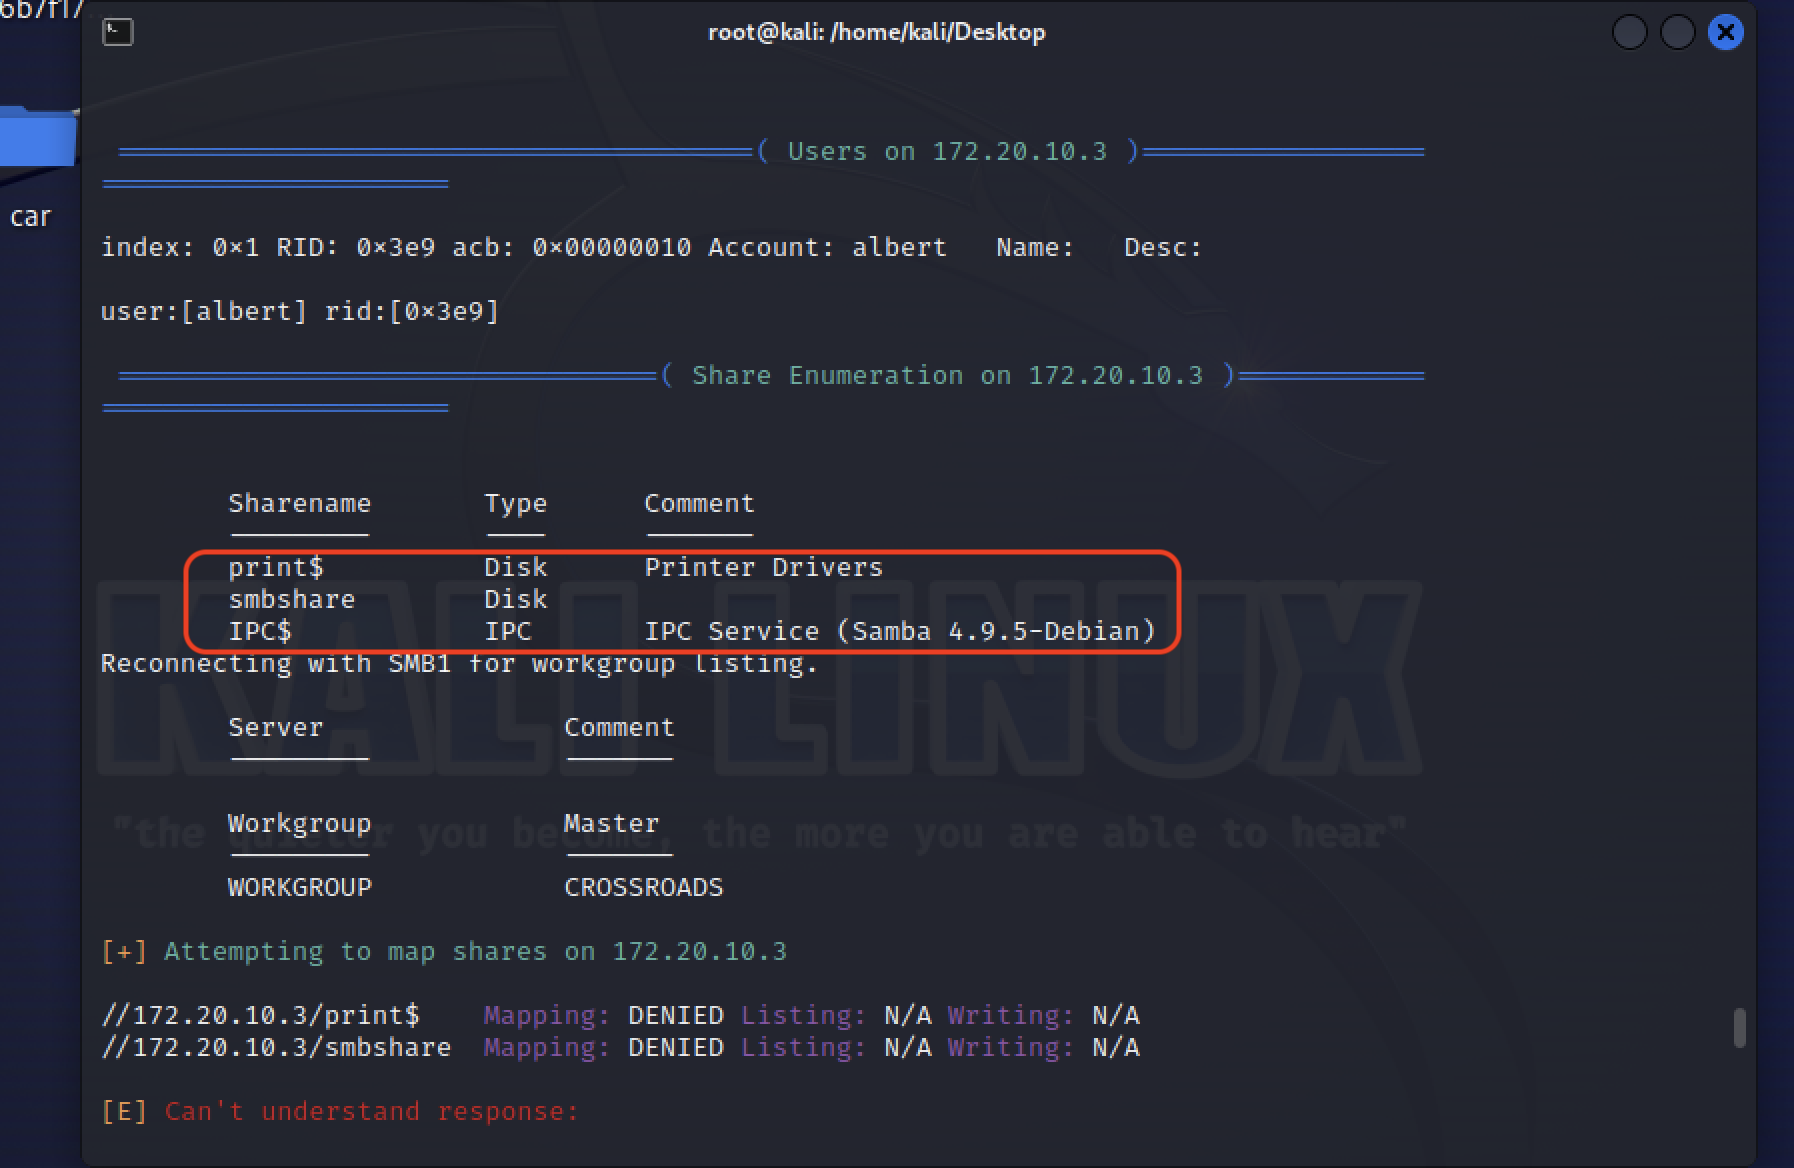 6b/f17
root@kali: /home/kali/Desktop
car
( Users on 172.20.10.3 )
index: 0×1 RID: 0×3e9 acb: 0×00000010 Account: albert Name: Desc:
user:[albert] rid:[0×3e9]
( Share Enumeration on 172.20.10.3 )
Sharename Type Comment
print$ Disk Printer Drivers
smbshare Disk
IPC$ IPC IPC Service (Samba 4.9.5-Debian)
Reconnecting with SMB1 for workgroup listing.
Server Comment
Workgroup Master
WORKGROUP CROSSROADS
[+] Attempting to map shares on 172.20.10.3
//172.20.10.3/print$ Mapping: DENIED Listing: N/A Writing: N/A
//172.20.10.3/smbshare Mapping: DENIED Listing: N/A Writing: N/A
[E] Can't understand response:
KALI LINUX
"the quieter you become, the more you are able to hear"